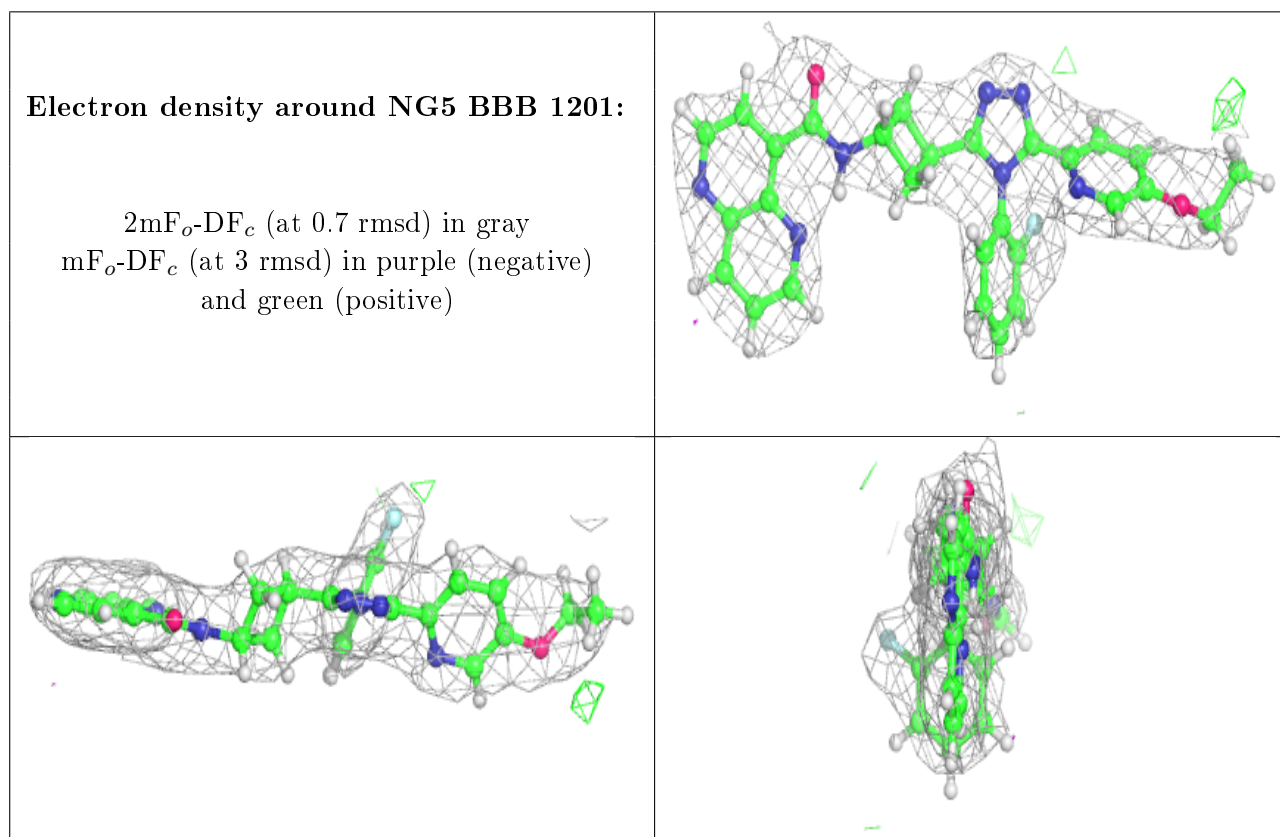 Electron density around NG5 BBB 1201:
2mFo-DFc (at 0.7 rmsd) in gray
mFo-DFc (at 3 rmsd) in purple (negative)
and green (positive)